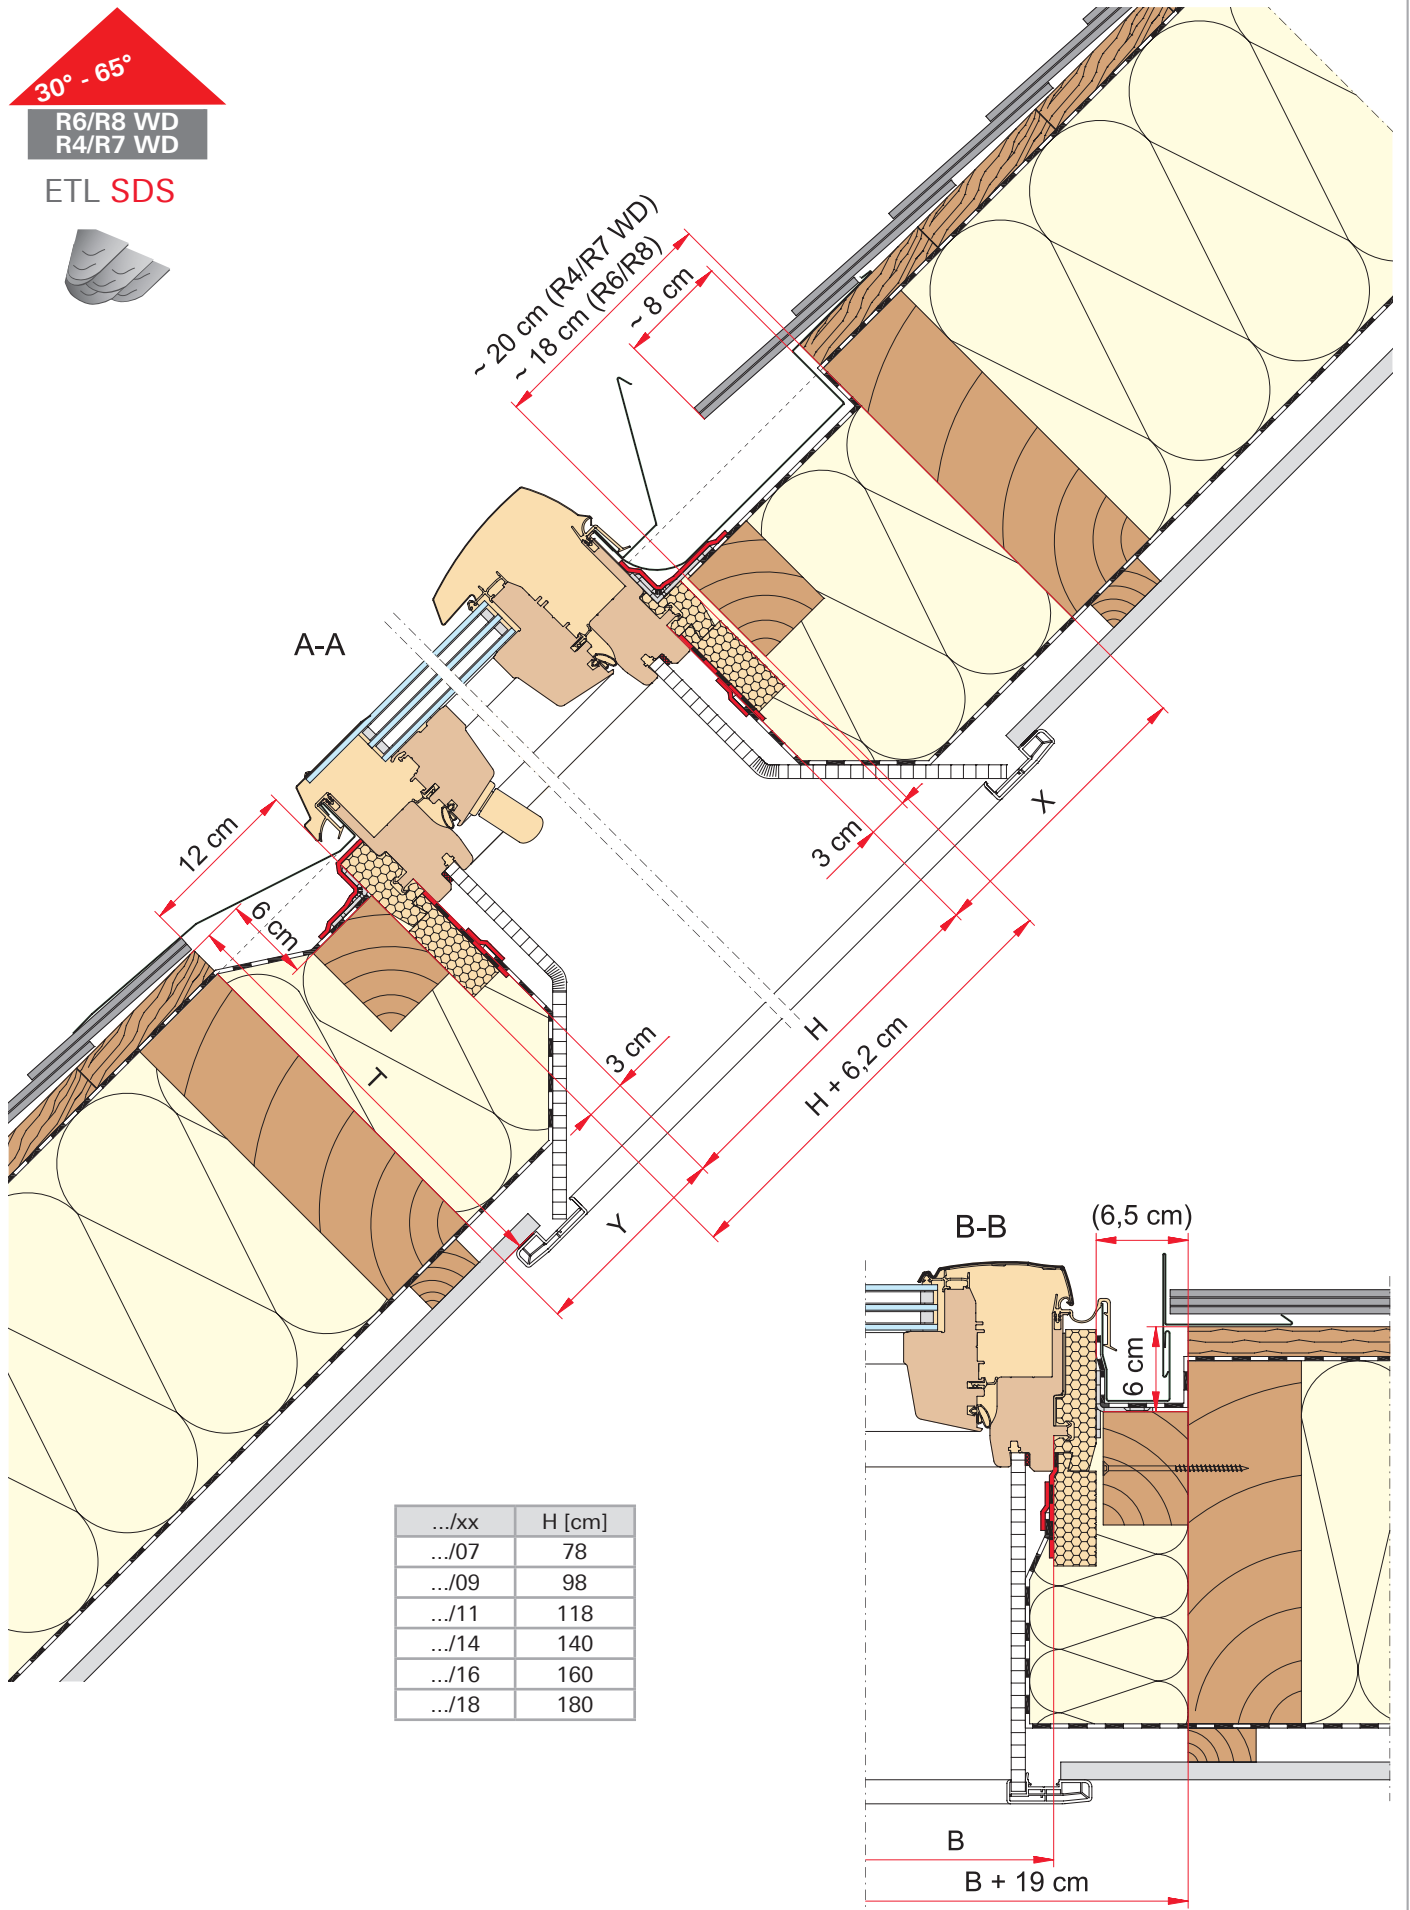 30° - 65°
R6/R8 WD
R4/R7 WD
ETL SDS
~ 20 cm (R4/R7 WD)
~ 18 cm (R6/R8)
~ 8 cm
A-A
12 cm
6 cm
3 cm
X
H
H + 6,2 cm
3 cm
T
Y
B-B
(6,5 cm)
6 cm
B
B + 19 cm
.../xx H [cm]
.../07 78
.../09 98
.../11 118
.../14 140
.../16 160
.../18 180